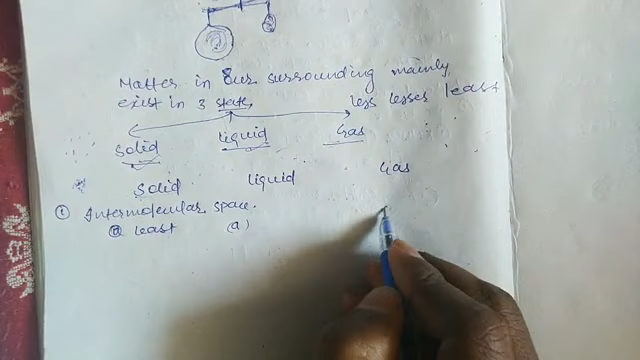 Matter in our surrounding mainly
exist in 3 state, less lesses least
solid liquid Gas
Solid liquid Gas
① Intermolecular space.
(a) least (a)